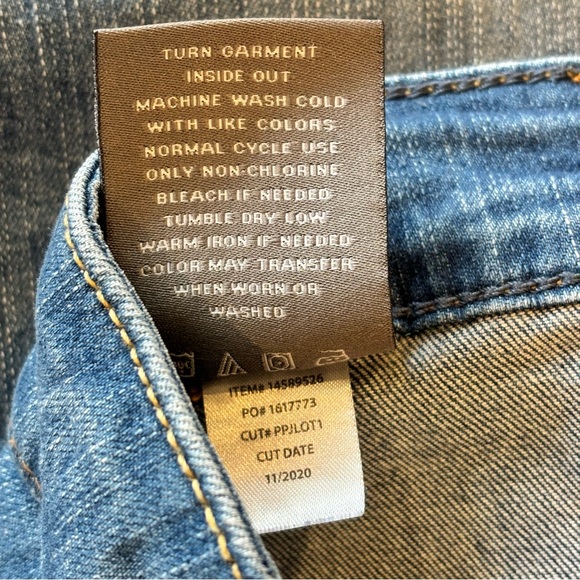 TURN GARMENT
INSIDE OUT
MACHINE WASH COLD
WITH LIKE COLORS
NORMAL CYCLE USE
ONLY NON-CHLORINE
BLEACH IF NEEDED
TUMBLE DRY LOW
WARM IRON IF NEEDED
COLOR MAY TRANSFER
WHEN WORN OR
WASHED
ITEM# 14589526
PO# 1617773
CUT# PPJLOT1
CUT DATE
11/2020